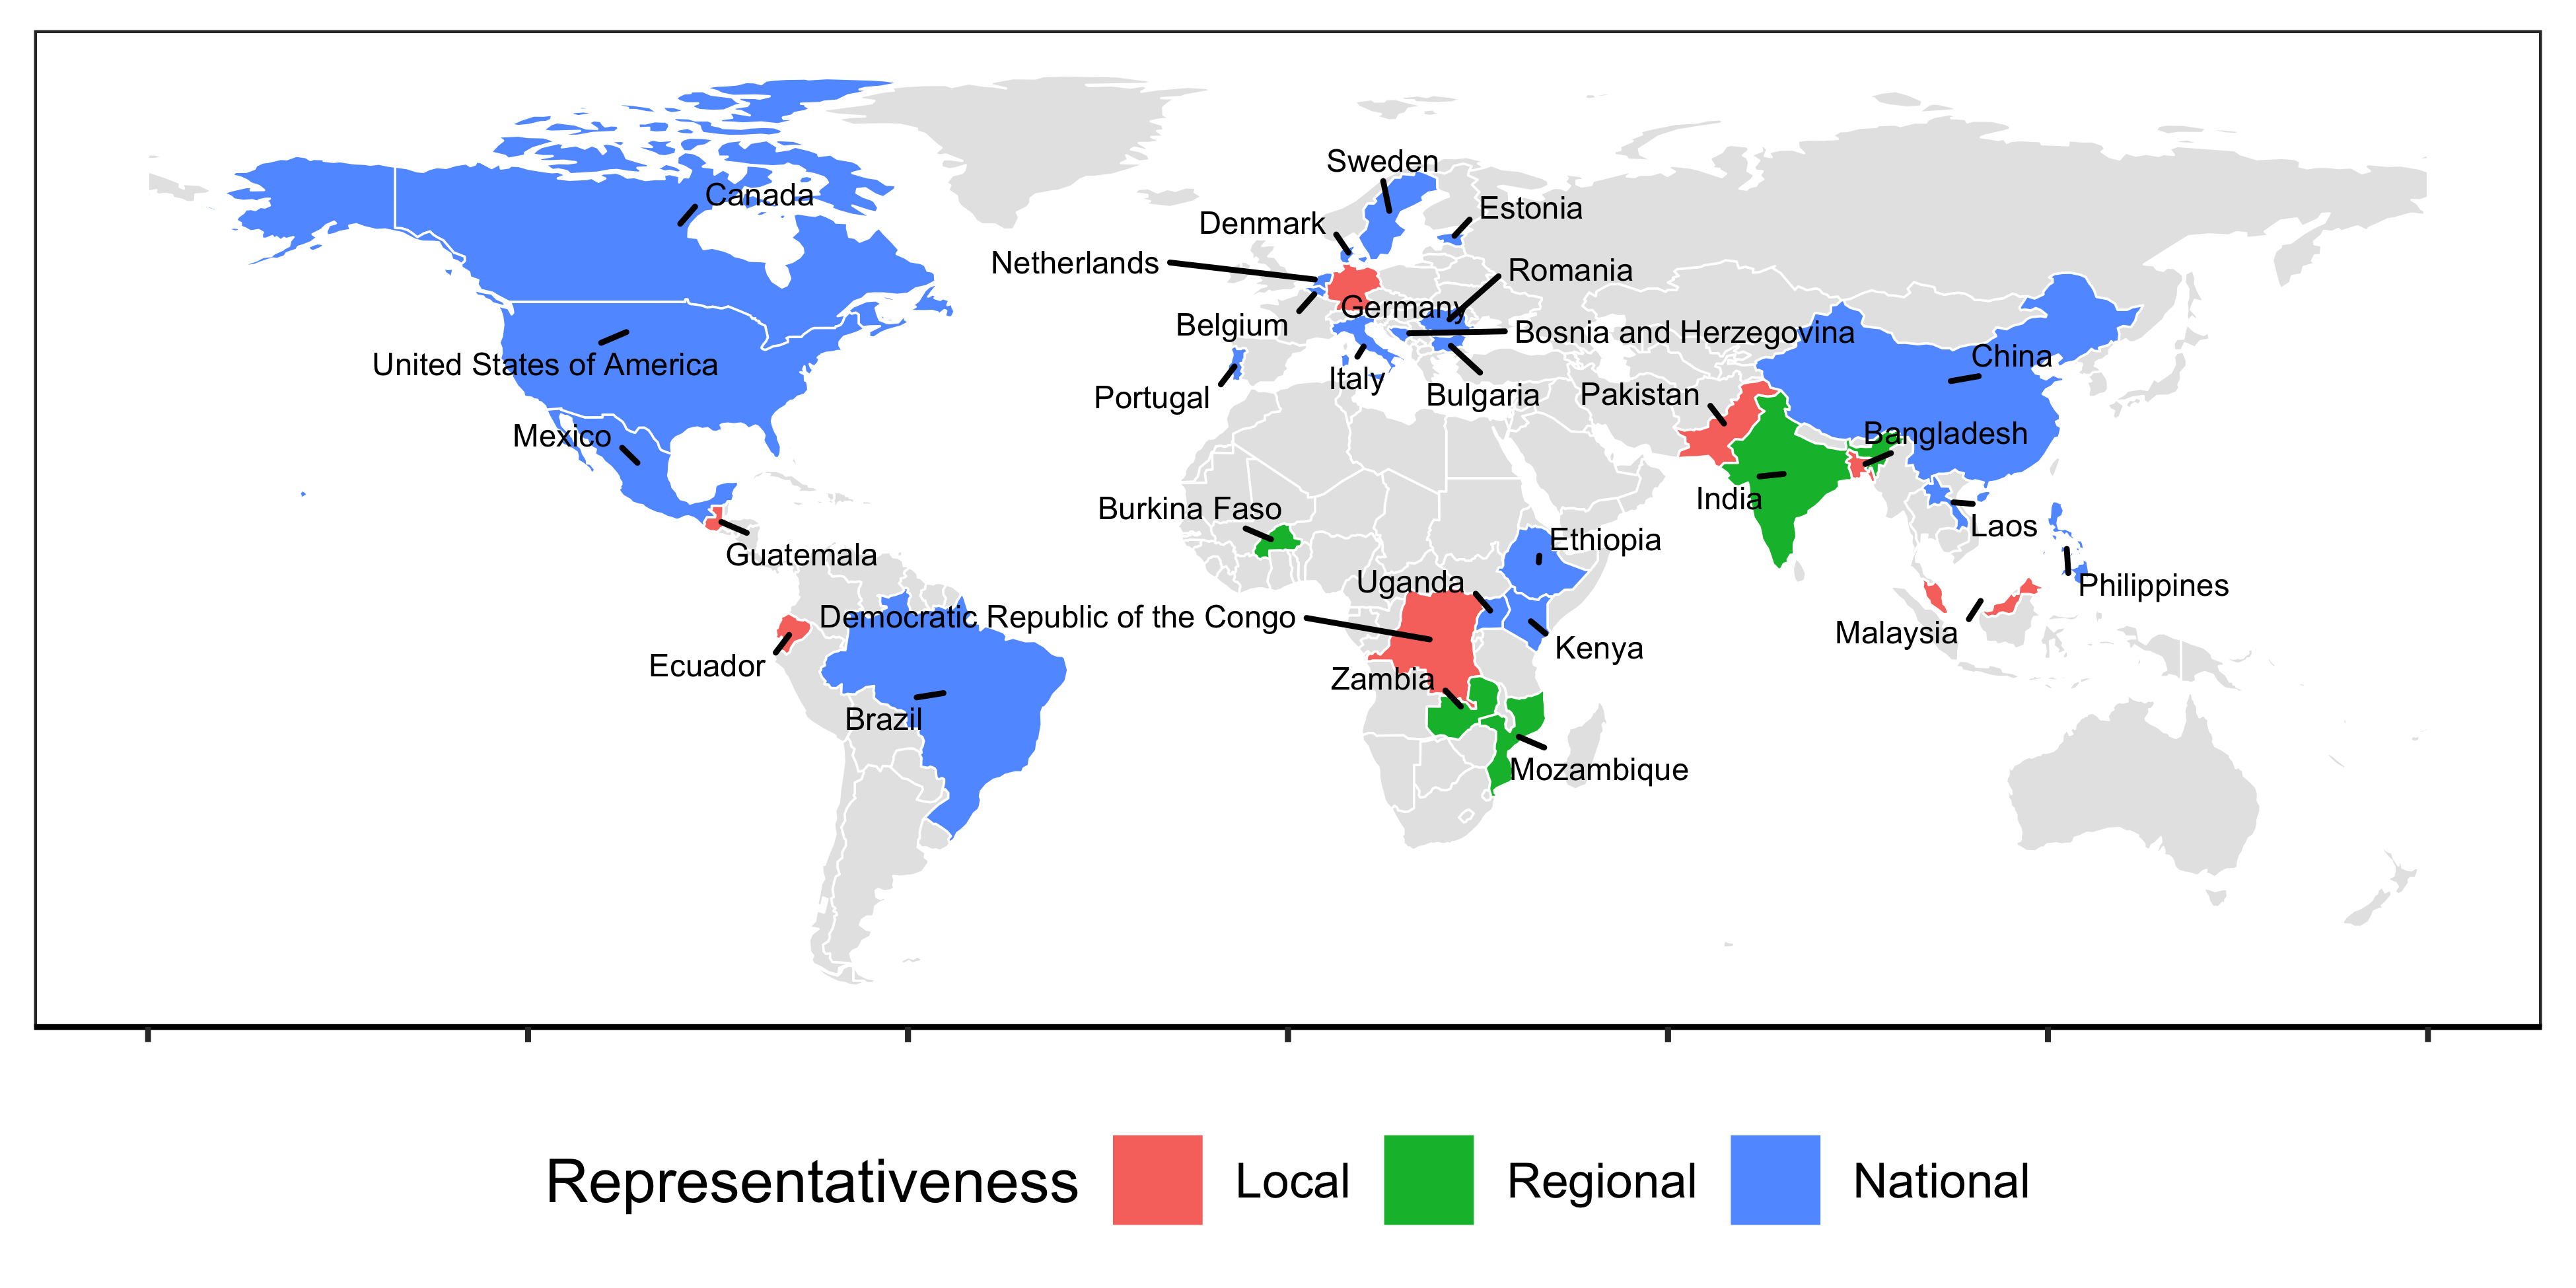 Sweden
Canada
Estonia
Denmark
Netherlands
Romania
Germany
Belgium
Bosnia and Herzegovina
China
United States of America
Italy
Portugal
Bulgaria
Pakistan
Mexico
Bangladesh
India
Burkina Faso
Laos
Guatemala
Ethiopia
Uganda
Philippines
Democratic Republic of the Congo
Malaysia
Kenya
Ecuador
Zambia
Brazil
Mozambique
Representativeness Local Regional National